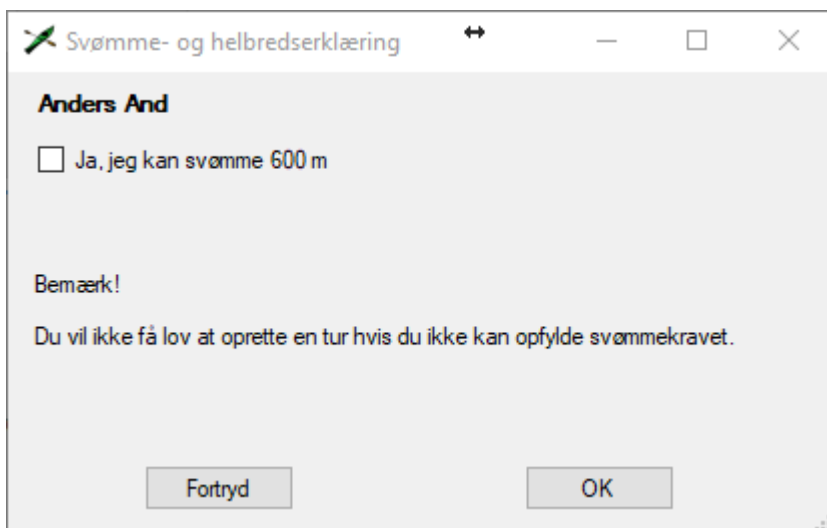 Svømme- og helbredserklæring
Anders And
Ja, jeg kan svømme 600 m
Bemærk!
Du vil ikke få lov at oprette en tur hvis du ikke kan opfylde svømmekravet.
Fortryd
OK